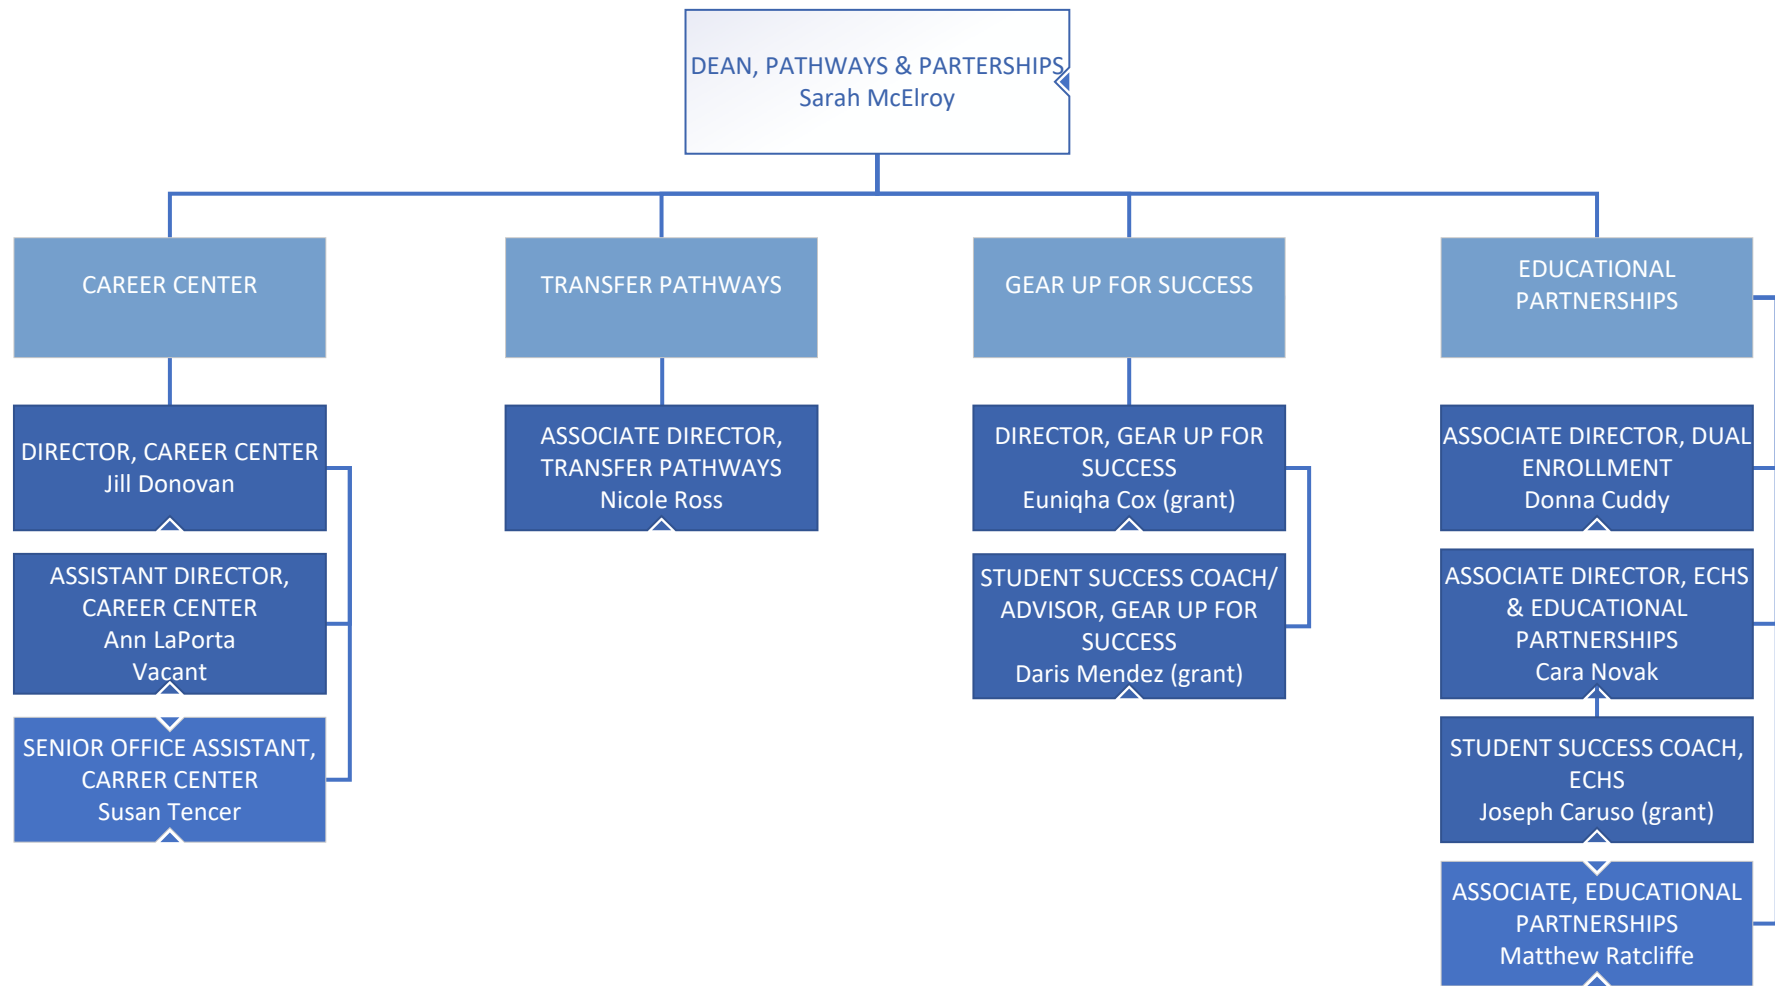 DEAN, PATHWAYS & PARTERSHIPS
Sarah McElroy
CAREER CENTER
TRANSFER PATHWAYS
GEAR UP FOR SUCCESS
EDUCATIONAL
PARTNERSHIPS
DIRECTOR, CAREER CENTER
Jill Donovan
ASSISTANT DIRECTOR,
CAREER CENTER
Ann LaPorta
Vacant
SENIOR OFFICE ASSISTANT,
CARRER CENTER
Susan Tencer
ASSOCIATE DIRECTOR,
TRANSFER PATHWAYS
Nicole Ross
DIRECTOR, GEAR UP FOR
SUCCESS
Euniqha Cox (grant)
STUDENT SUCCESS COACH/
ADVISOR, GEAR UP FOR
SUCCESS
Daris Mendez (grant)
ASSOCIATE DIRECTOR, DUAL
ENROLLMENT
Donna Cuddy
ASSOCIATE DIRECTOR, ECHS
& EDUCATIONAL
PARTNERSHIPS
Cara Novak
STUDENT SUCCESS COACH,
ECHS
Joseph Caruso (grant)
ASSOCIATE, EDUCATIONAL
PARTNERSHIPS
Matthew Ratcliffe